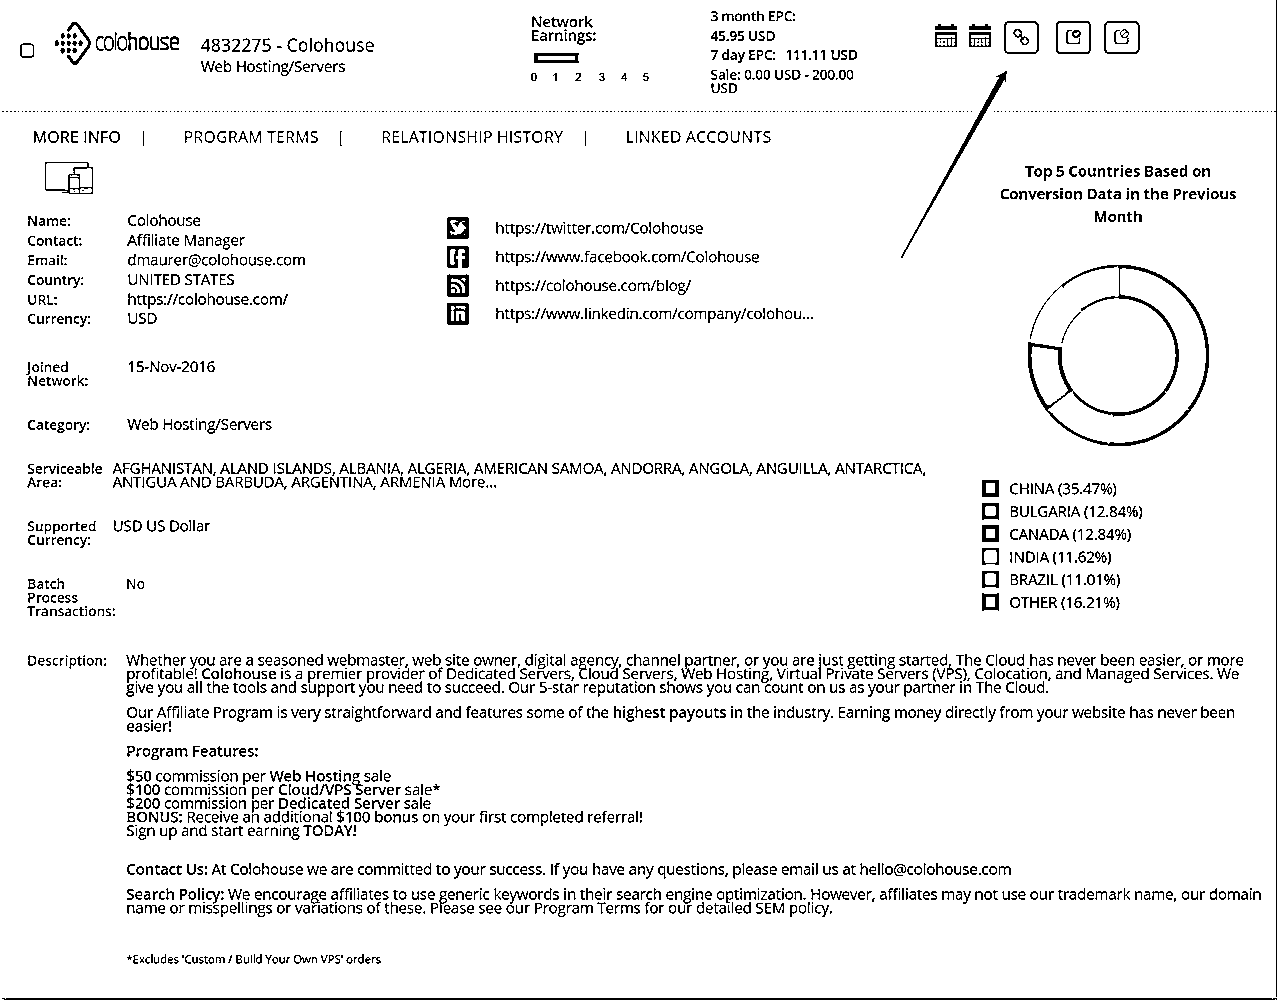 colohouse
4832275 - Colohouse
Web Hosting/Servers
Network
Earnings:
0 1 2 3 4 5
3 month EPC:
45.95 USD
7 day EPC: 111.11 USD
Sale: 0.00 USD - 200.00
USD
MORE INFO | PROGRAM TERMS | RELATIONSHIP HISTORY | LINKED ACCOUNTS
Name: Colohouse
Contact: Affiliate Manager
Email: dmaurer@colohouse.com
Country: UNITED STATES
URL: https://colohouse.com/
Currency: USD
https://twitter.com/Colohouse
https://www.facebook.com/Colohouse
https://colohouse.com/blog/
https://www.linkedin.com/company/colohou...
Joined
Network: 15-Nov-2016
Category: Web Hosting/Servers
Serviceable AFGHANISTAN, ALAND ISLANDS, ALBANIA, ALGERIA, AMERICAN SAMOA, ANDORRA, ANGOLA, ANGUILLA, ANTARCTICA,
Area: ANTIGUA AND BARBUDA, ARGENTINA, ARMENIA More...
Supported USD US Dollar
Currency:
Batch No
Process
Transactions:
Top 5 Countries Based on
Conversion Data in the Previous
Month
CHINA (35.47%)
BULGARIA (12.84%)
CANADA (12.84%)
INDIA (11.62%)
BRAZIL (11.01%)
OTHER (16.21%)
Description: Whether you are a seasoned webmaster, web site owner, digital agency, channel partner, or you are just getting started, The Cloud has never been easier, or more
profitable! Colohouse is a premier provider of Dedicated Servers, Cloud Servers, Web Hosting, Virtual Private Servers (VPS), Colocation, and Managed Services. We
give you all the tools and support you need to succeed. Our 5-star reputation shows you can count on us as your partner in The Cloud.
Our Affiliate Program is very straightforward and features some of the highest payouts in the industry. Earning money directly from your website has never been
easier!
Program Features:
$50 commission per Web Hosting sale
$100 commission per Cloud/VPS Server sale*
$200 commission per Dedicated Server sale
BONUS: Receive an additional $100 bonus on your first completed referral!
Sign up and start earning TODAY!
Contact Us: At Colohouse we are committed to your success. If you have any questions, please email us at hello@colohouse.com
Search Policy: We encourage affiliates to use generic keywords in their search engine optimization. However, affiliates may not use our trademark name, our domain
name or misspellings or variations of these. Please see our Program Terms for our detailed SEM policy.
*Excludes 'Custom / Build Your Own VPS' orders